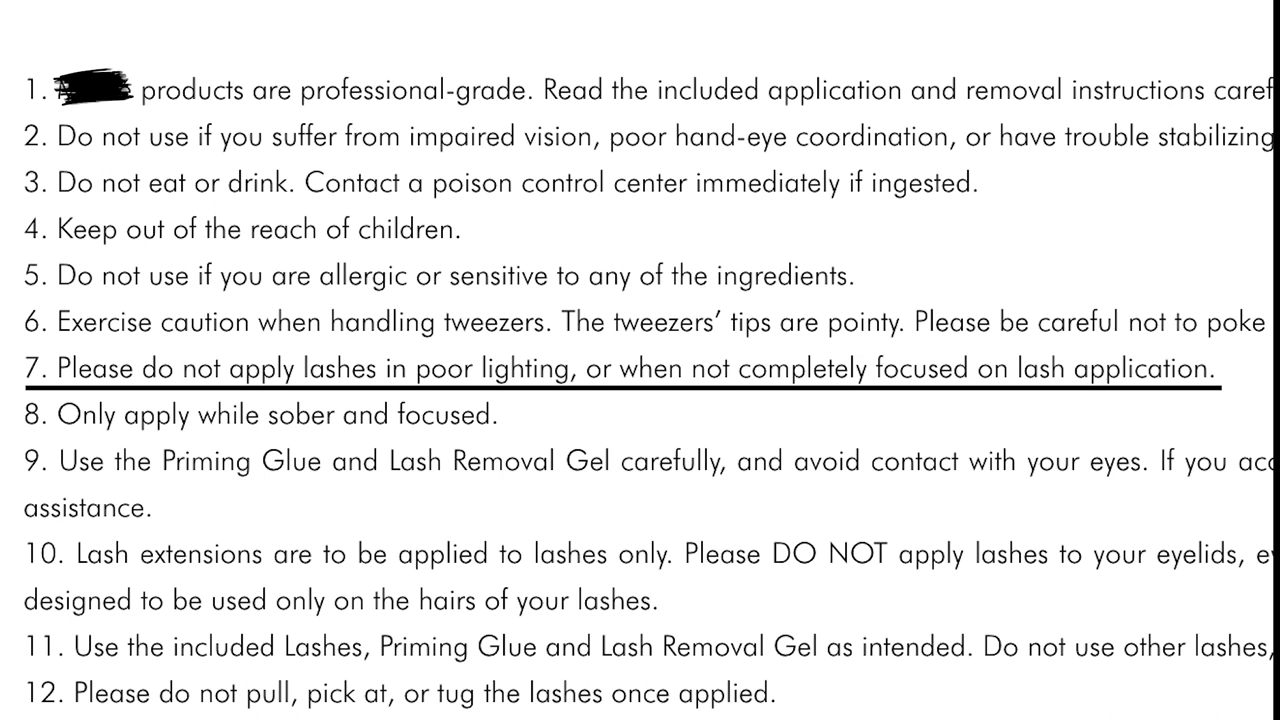 1. products are professional-grade. Read the included application and removal instructions
2. Do not use if you suffer from impaired vision, poor hand-eye coordination, or have trouble stabilizing
3. Do not eat or drink. Contact a poison control center immediately if ingested.
4. Keep out of the reach of children.
5. Do not use if you are allergic or sensitive to any of the ingredients.
6. Exercise caution when handling tweezers. The tweezers’ tips are pointy. Please be careful not to poke
7. Please do not apply lashes in poor lighting, or when not completely focused on lash application.
8. Only apply while sober and focused.
9. Use the Priming Glue and Lash Removal Gel carefully, and avoid contact with your eyes. If you
assistance.
10. Lash extensions are to be applied to lashes only. Please DO NOT apply lashes to your eyelids,
designed to be used only on the hairs of your lashes.
11. Use the included Lashes, Priming Glue and Lash Removal Gel as intended. Do not use other lashes,
12. Please do not pull, pick at, or tug the lashes once applied.